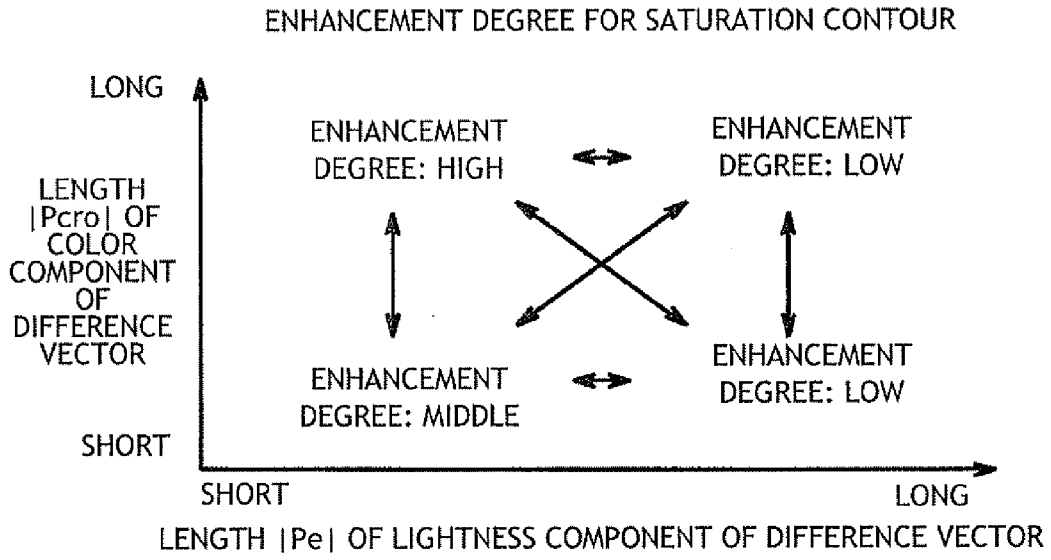 ENHANCEMENT DEGREE FOR SATURATION CONTOUR
LONG
LENGTH
|Pcro| OF
COLOR
COMPONENT
OF
DIFFERENCE
VECTOR
SHORT
ENHANCEMENT
DEGREE: HIGH
ENHANCEMENT
DEGREE: LOW
ENHANCEMENT
DEGREE: MIDDLE
ENHANCEMENT
DEGREE: LOW
SHORT
LONG
LENGTH |Pe| OF LIGHTNESS COMPONENT OF DIFFERENCE VECTOR